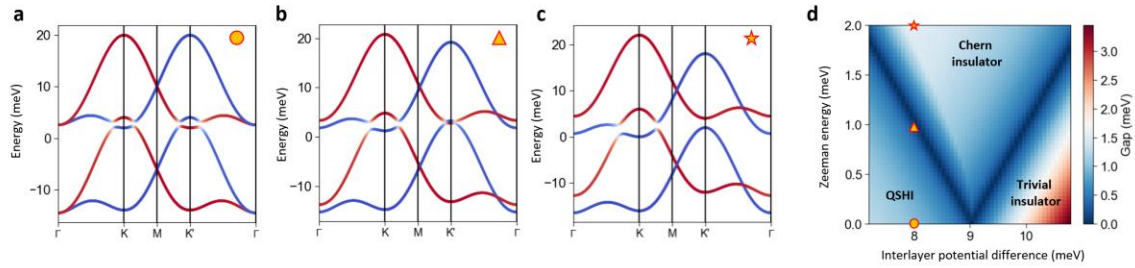 a
b
c
d
20
10
0
−10
Energy (meV)
Γ
K
M
K'
Γ
20
10
0
−10
Energy (meV)
Γ
K
M
K'
Γ
20
10
0
−10
Energy (meV)
Γ
K
M
K'
Γ
2.0
1.5
1.0
0.5
0.0
Zeeman energy (meV)
Chern
insulator
QSHI
Trivial
insulator
8
9
10
Interlayer potential difference (meV)
3.0
2.5
2.0
1.5
1.0
0.5
0.0
Gap (meV)